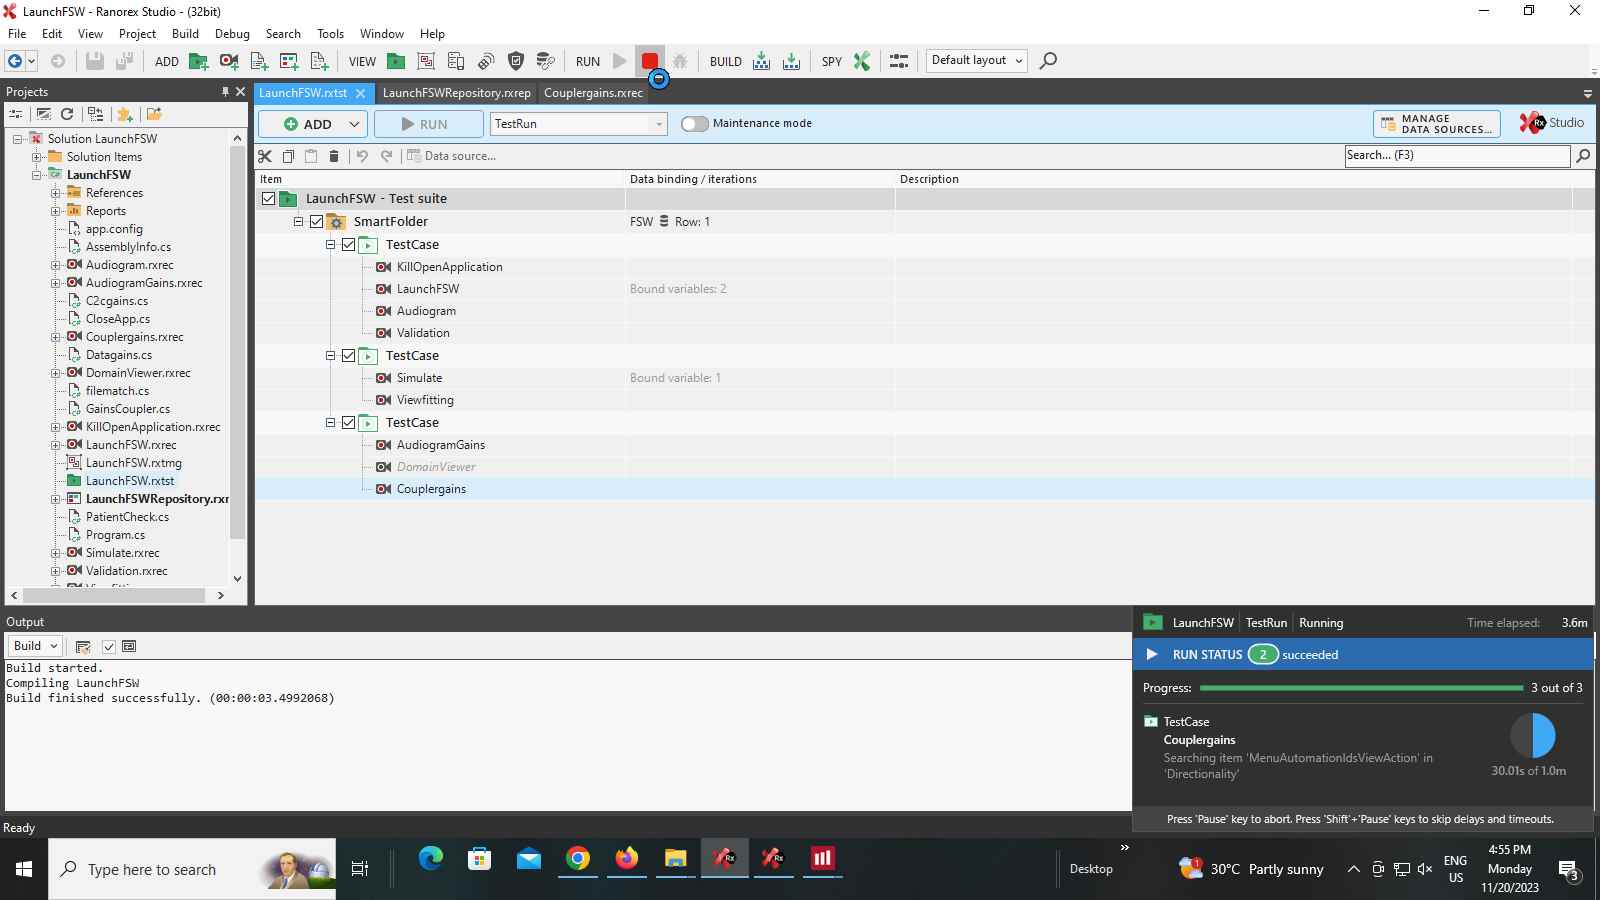 LaunchFSW - Ranorex Studio - (32bit)
File Edit View Project Build Debug Search Tools Window Help
ADD VIEW RUN BUILD SPY Default layout
Projects
LaunchFSW.rxtst LaunchFSWRepository.rxrep Couplergains.rxrec
ADD RUN TestRun Maintenance mode MANAGE DATA SOURCES... Rx Studio
Data source... Search... (F3)
Solution LaunchFSW
Solution Items
LaunchFSW
References
Reports
app.config
AssemblyInfo.cs
Audiogram.rxrec
AudiogramGains.rxrec
C2cgains.cs
CloseApp.cs
Couplergains.rxrec
Datagains.cs
DomainViewer.rxrec
filematch.cs
GainsCoupler.cs
KillOpenApplication.rxrec
LaunchFSW.rxrec
LaunchFSW.rxtmg
LaunchFSW.rxtst
LaunchFSWRepository.rxr
PatientCheck.cs
Program.cs
Simulate.rxrec
Validation.rxrec
Item Data binding / iterations Description
LaunchFSW - Test suite
SmartFolder FSW Row: 1
TestCase
KillOpenApplication
LaunchFSW Bound variables: 2
Audiogram
Validation
TestCase
Simulate Bound variable: 1
Viewfitting
TestCase
AudiogramGains
DomainViewer
Couplergains
Output
Build
Build started.
Compiling LaunchFSW
Build finished successfully. (00:00:03.4992068)
LaunchFSW TestRun Running Time elapsed: 3.6m
RUN STATUS 2 succeeded
Progress: 3 out of 3
TestCase
Couplergains
Searching item 'MenuAutomationIdsViewAction' in
'Directionality'
30.01s of 1.0m
Press 'Pause' key to abort. Press 'Shift'+'Pause' keys to skip delays and timeouts.
Ready
Type here to search
Rx
Rx
Desktop
»
1
30°C Partly sunny
ENG
US
4:55 PM
Monday
11/20/2023
3